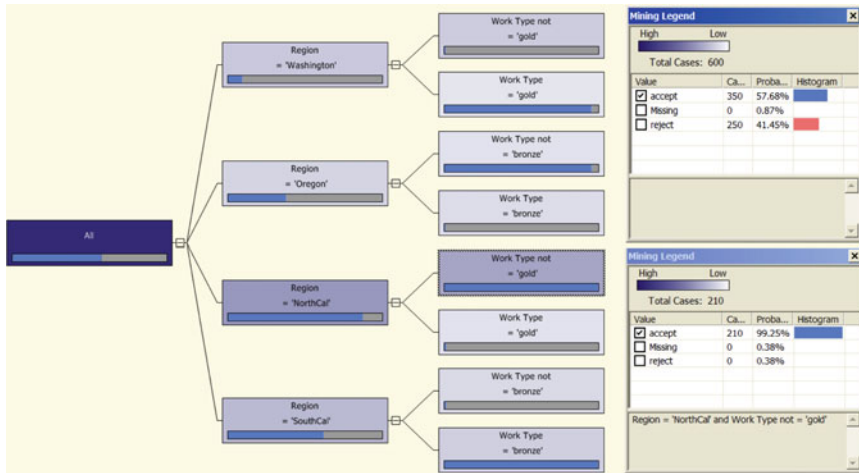 All
Region
= 'Washington'
Work Type not
= 'gold'
Work Type
= 'gold'
Region
= 'Oregon'
Work Type not
= 'bronze'
Work Type
= 'bronze'
Region
= 'NorthCal'
Work Type not
= 'gold'
Work Type
= 'gold'
Region
= 'SouthCal'
Work Type not
= 'bronze'
Work Type
= 'bronze'
Mining Legend
High Low
Total Cases: 600
Value Ca... Proba... Histogram
accept 350 57.68%
Missing 0 0.87%
reject 250 41.45%
Mining Legend
High Low
Total Cases: 210
Value Ca... Proba... Histogram
accept 210 99.25%
Missing 0 0.38%
reject 0 0.38%
Region = 'NorthCal' and Work Type not = 'gold'